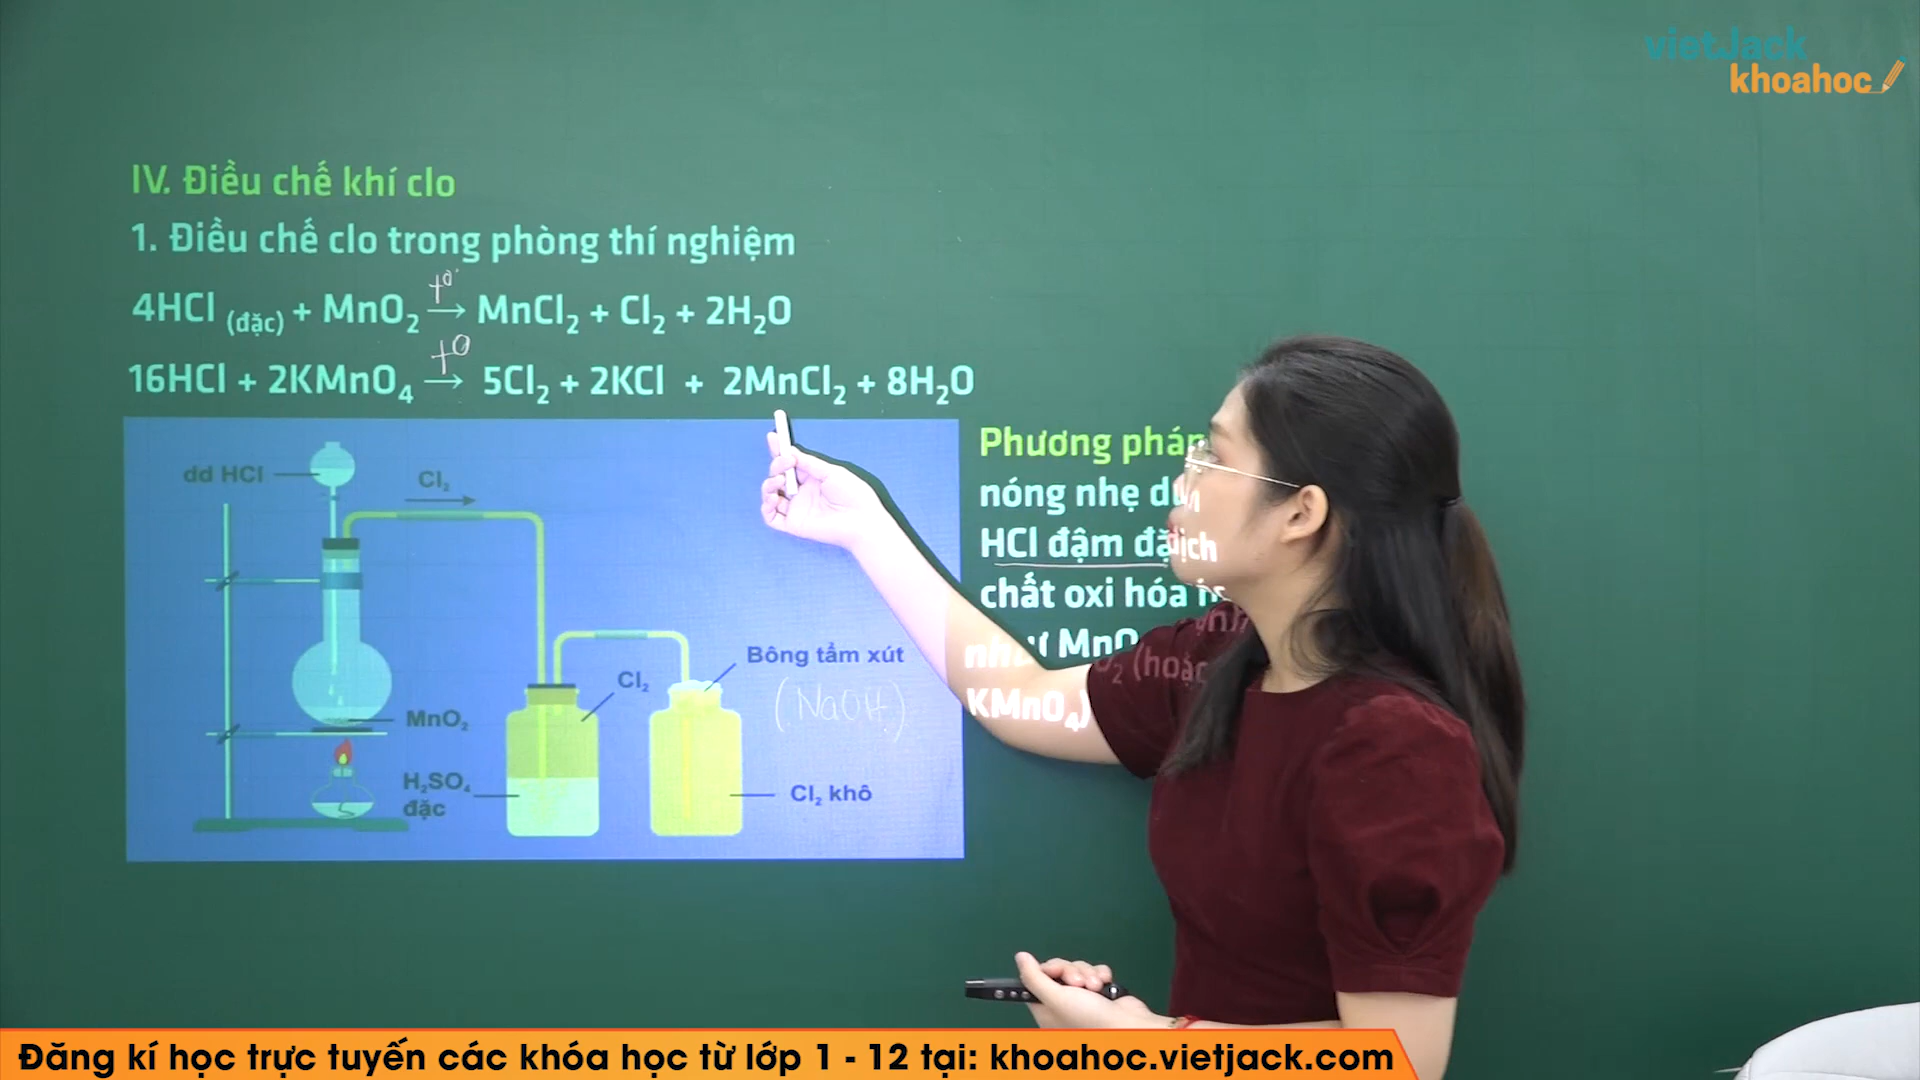 vietJack
khoahoc
IV. Điều chế khí clo
1. Điều chế clo trong phòng thí nghiệm
t°
4HCl (đặc) + MnO₂ → MnCl₂ + Cl₂ + 2H₂O
t°
16HCl + 2KMnO₄ → 5Cl₂ + 2KCl + 2MnCl₂ + 8H₂O
dd HCl
Cl₂
Bông tẩm xút
(NaOH)
Cl₂
MnO₂
H₂SO₄
đặc
Cl₂ khô
Phương
nóng nhẹ
HCl đậm
chất oxi hóa
như MnO₂ (hoặc
KMnO₄)
Đăng kí học trực tuyến các khóa học từ lớp 1 - 12 tại: khoahoc.vietjack.com